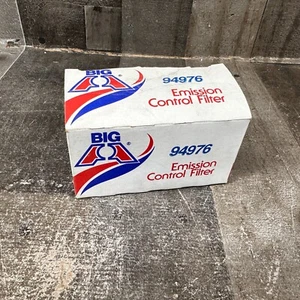 BIG
A
94976
Emission
Control Filter
BIG
A®
94976
Emission
Control Filter